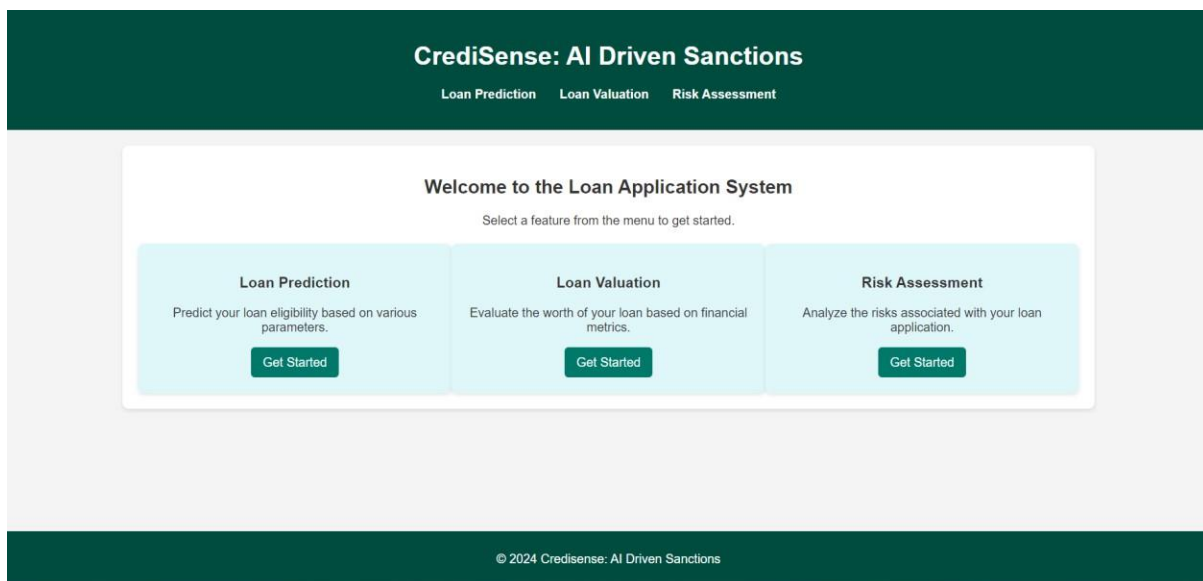 CrediSense: AI Driven Sanctions
Loan Prediction Loan Valuation Risk Assessment
Welcome to the Loan Application System
Select a feature from the menu to get started.
Loan Prediction
Predict your loan eligibility based on various
parameters.
Get Started
Loan Valuation
Evaluate the worth of your loan based on financial
metrics.
Get Started
Risk Assessment
Analyze the risks associated with your loan
application.
Get Started
© 2024 Credisense: AI Driven Sanctions